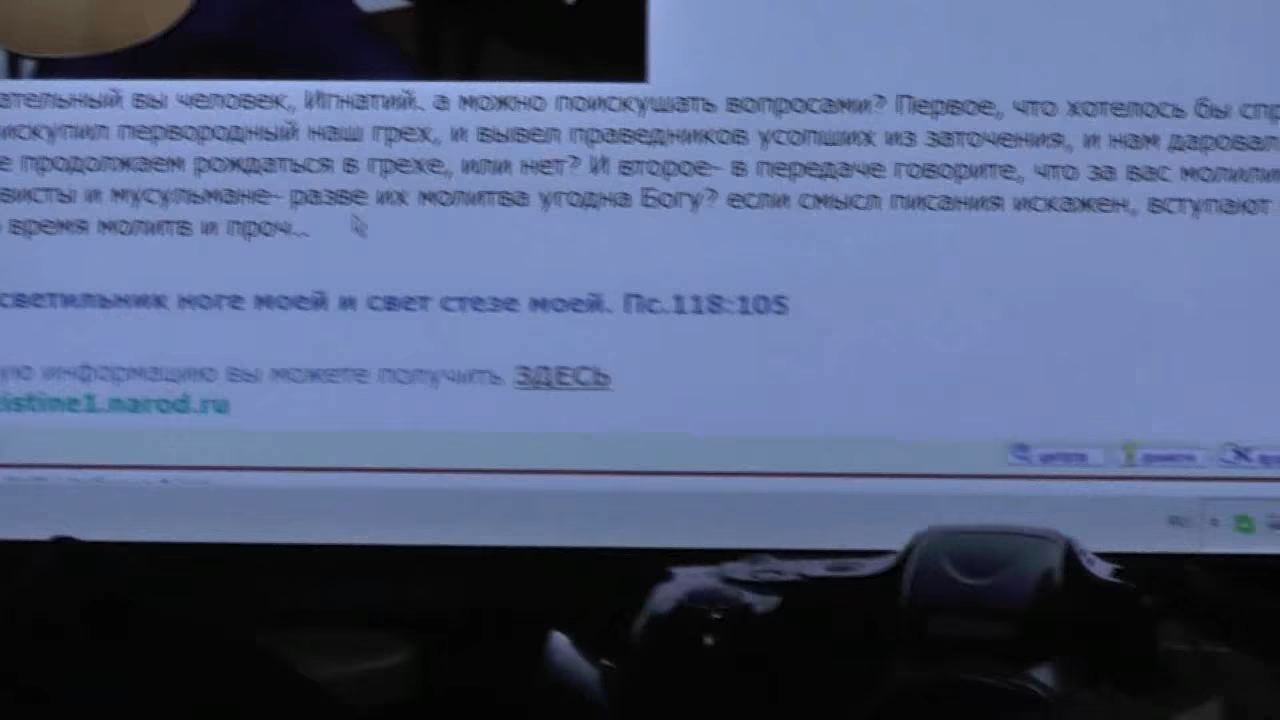 ательный вы человек, Игнатий. а можно поискушать вопросами? Первое, что хотелось бы спр
искупил первородный наш грех, и вывел праведников усопших из заточения, и нам даровал
е продолжаем рождаться в грехе, или нет? И второе- в передаче говорите, что за вас молили
висты и мусульмане- разве их молитва угодна Богу? если смысл писания искажен, вступают
время молитв и проч..
светильник ноге моей и свет стезе моей. Пс.118:105
ую информацию вы можете получить ЗДЕСЬ
istine1.narod.ru